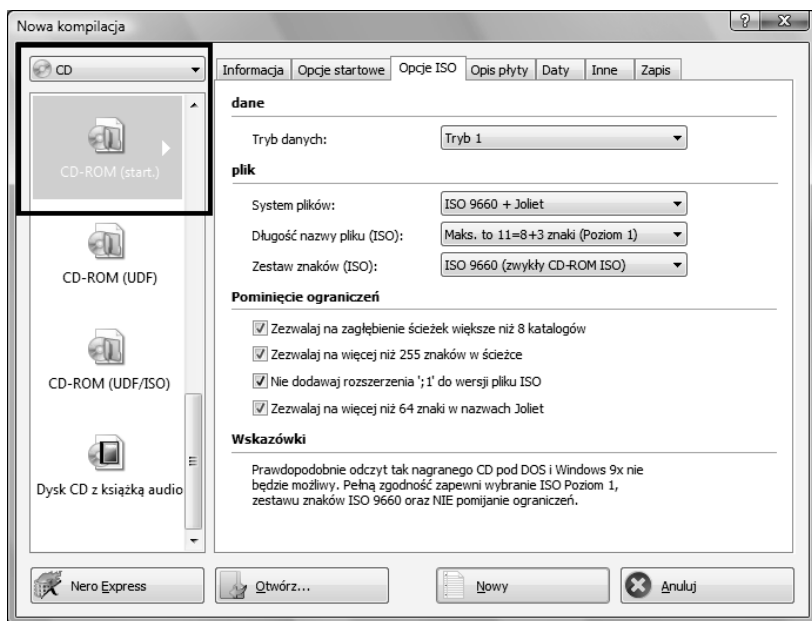 Nowa kompilacja
CD
CD-ROM (start.)
CD-ROM (UDF)
CD-ROM (UDF/ISO)
Dysk CD z książką audio
Informacja
Opcje startowe
Opcje ISO
Opis płyty
Daty
Inne
Zapis
dane
Tryb danych:
Tryb 1
plik
System plików:
ISO 9660 + Joliet
Długość nazwy pliku (ISO):
Maks. to 11=8+3 znaki (Poziom 1)
Zestaw znaków (ISO):
ISO 9660 (zwykły CD-ROM ISO)
Pominięcie ograniczeń
Zezwalaj na zagłębienie ścieżek większe niż 8 katalogów
Zezwalaj na więcej niż 255 znaków w ścieżce
Nie dodawaj rozszerzenia ';1' do wersji pliku ISO
Zezwalaj na więcej niż 64 znaki w nazwach Joliet
Wskazówki
Prawdopodobnie odczyt tak nagranego CD pod DOS i Windows 9x nie
będzie możliwy. Pełną zgodność zapewni wybranie ISO Poziom 1,
zestawu znaków ISO 9660 oraz NIE pomijanie ograniczeń.
Nero Express
Otwórz...
Nowy
Anuluj